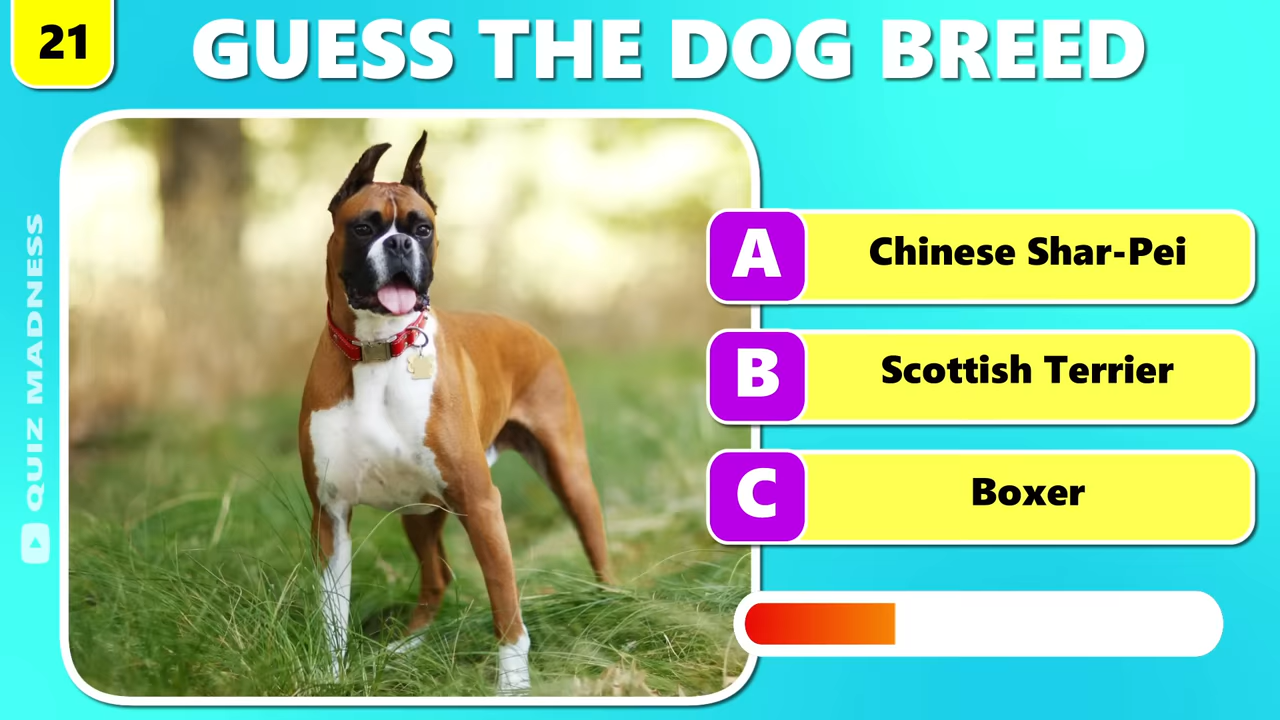 21
GUESS THE DOG BREED
QUIZ MADNESS
A
Chinese Shar-Pei
B
Scottish Terrier
C
Boxer